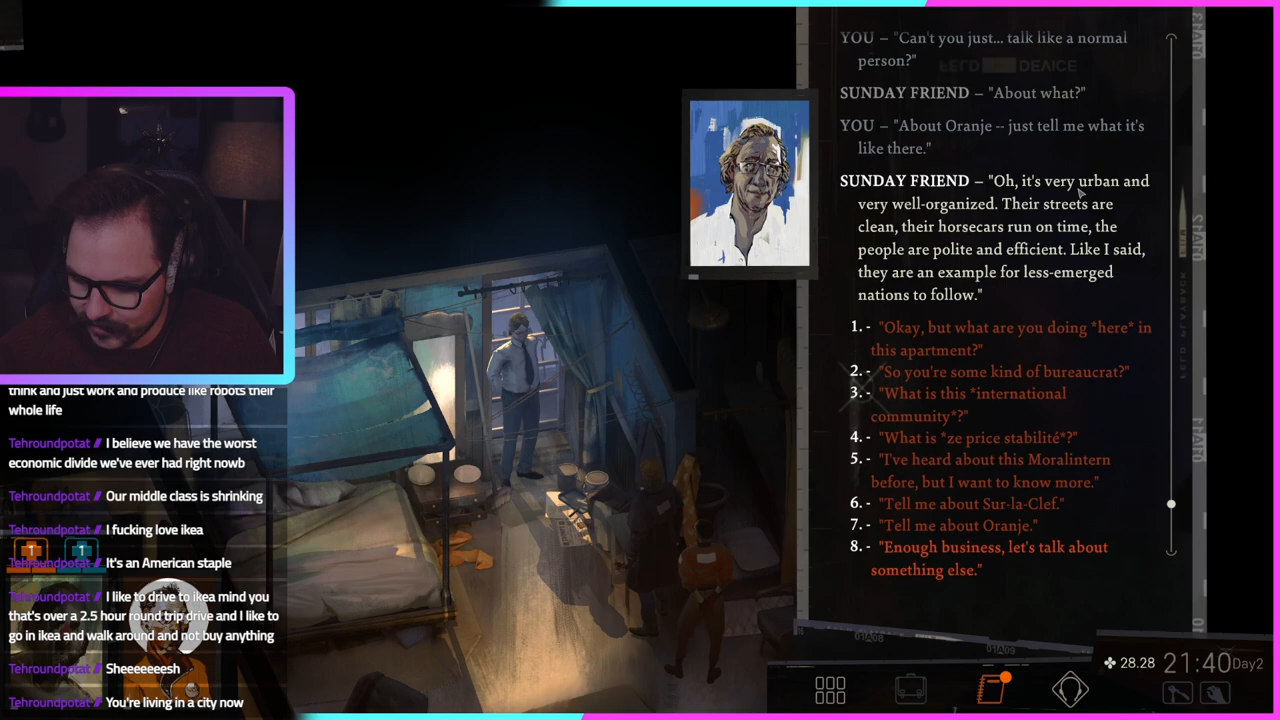 YOU – "Can't you just... talk like a normal
person?"
SUNDAY FRIEND – "About what?"
YOU – "About Oranje -- just tell me what it's
like there."
SUNDAY FRIEND – "Oh, it's very urban and
very well-organized. Their streets are
clean, their horsecars run on time, the
people are polite and efficient. Like I said,
they are an example for less-emerged
nations to follow."
1. - "Okay, but what are you doing *here* in
this apartment?"
2. - "So you're some kind of bureaucrat?"
3. - "What is this *international
community*?"
4. - "What is *ze price stabilité*?"
5. - "I've heard about this Moralintern
before, but I want to know more."
6. - "Tell me about Sur-la-Clef."
7. - "Tell me about Oranje."
8. - "Enough business, let's talk about
something else."
think and just work and produce like robots their
whole life
Tehroundpotat // I believe we have the worst
economic divide we've ever had right nowb
Tehroundpotat // Our middle class is shrinking
Tehroundpotat // I fucking love ikea
Tehroundpotat // It's an American staple
Tehroundpotat // I like to drive to ikea mind you
that's over a 2.5 hour round trip drive and I like to
go in ikea and walk around and not buy anything
Tehroundpotat // Sheeeeeesh
Tehroundpotat // You're living in a city now
1
1
01A08
01A09
28.28
21:40 Day2